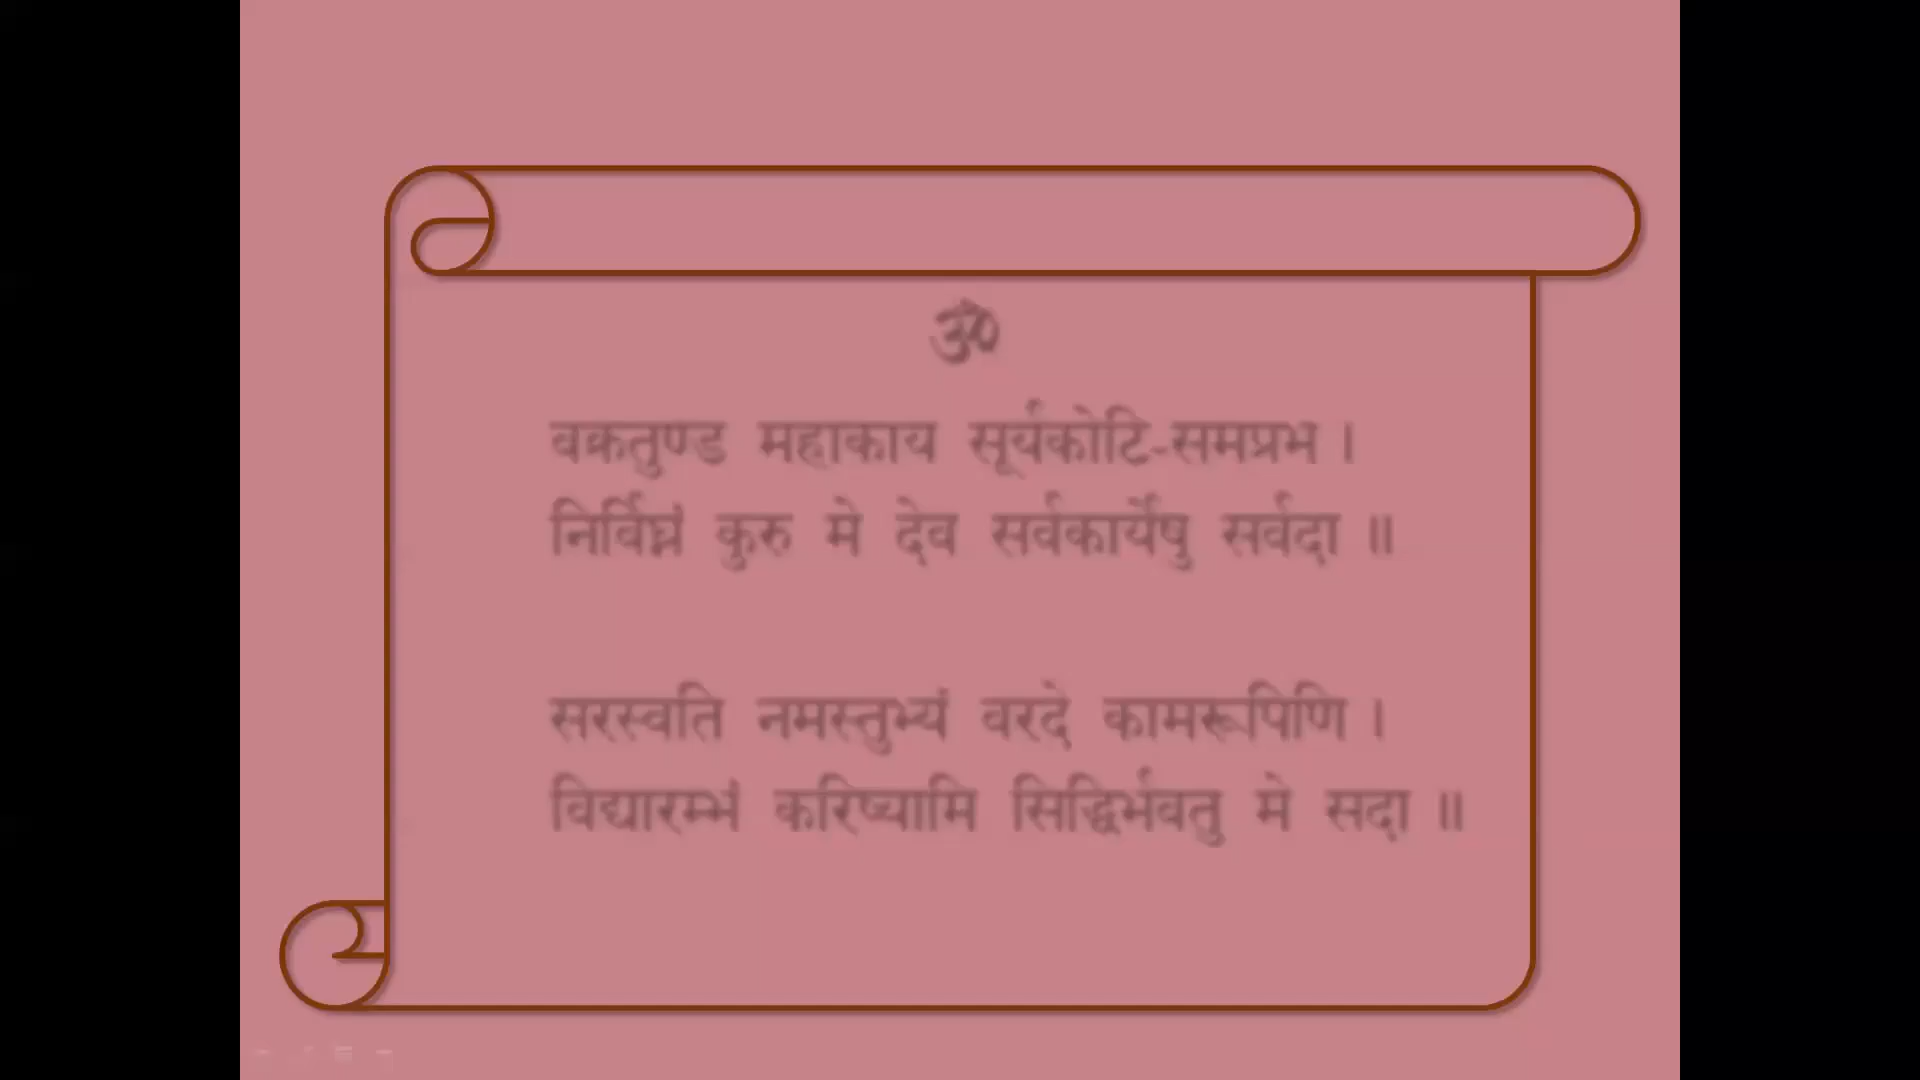 ॐ
वक्रतुण्ड महाकाय सूर्यकोटि-समप्रभ ।
निर्विघ्नं कुरु मे देव सर्वकार्येषु सर्वदा ॥
सरस्वति नमस्तुभ्यं वरदे कामरूपिणि ।
विद्यारम्भं करिष्यामि सिद्धिर्भवतु मे सदा ॥